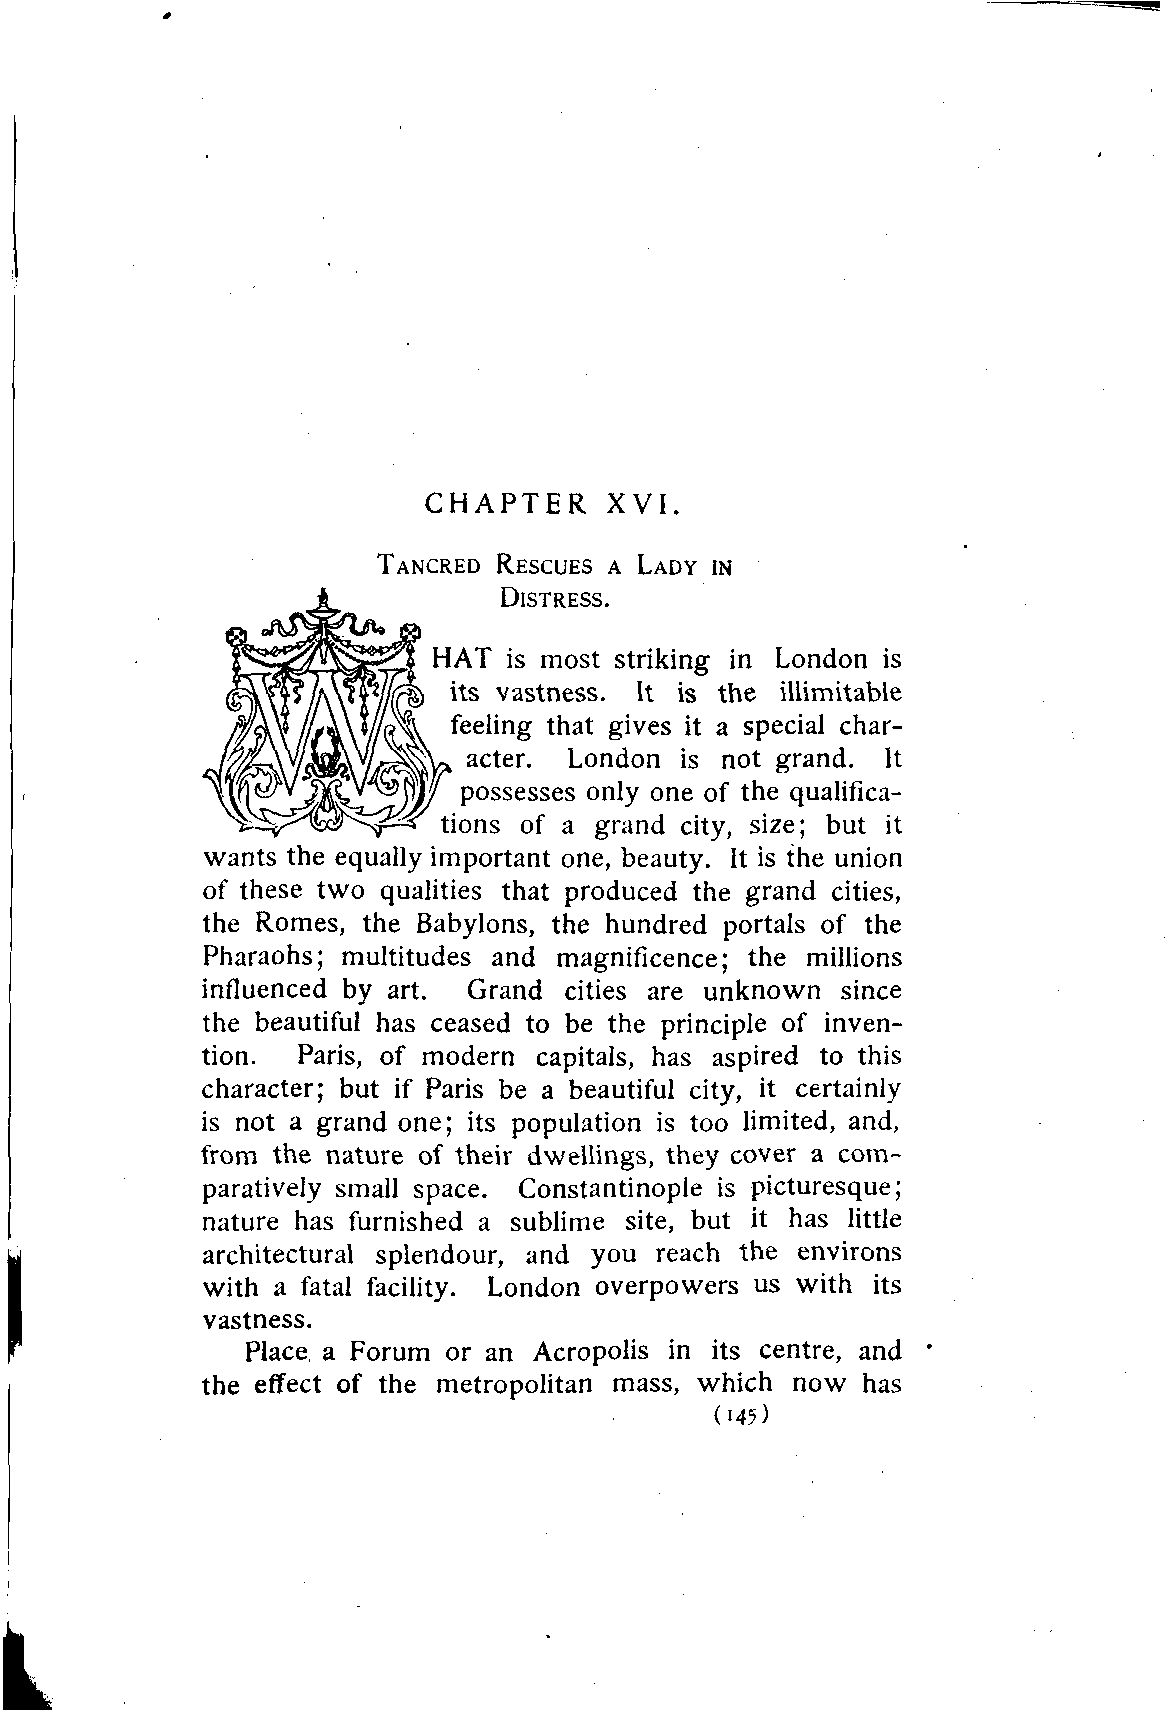 CHAPTER XVI.
TANCRED RESCUES A LADY IN
DISTRESS.
WHAT is most striking in London is
its vastness. It is the illimitable
feeling that gives it a special char-
acter. London is not grand. It
possesses only one of the qualifica-
tions of a grand city, size; but it
wants the equally important one, beauty. It is the union
of these two qualities that produced the grand cities,
the Romes, the Babylons, the hundred portals of the
Pharaohs; multitudes and magnificence; the millions
influenced by art. Grand cities are unknown since
the beautiful has ceased to be the principle of inven-
tion. Paris, of modern capitals, has aspired to this
character; but if Paris be a beautiful city, it certainly
is not a grand one; its population is too limited, and,
from the nature of their dwellings, they cover a com-
paratively small space. Constantinople is picturesque;
nature has furnished a sublime site, but it has little
architectural splendour, and you reach the environs
with a fatal facility. London overpowers us with its
vastness.
Place a Forum or an Acropolis in its centre, and
the effect of the metropolitan mass, which now has
(145)